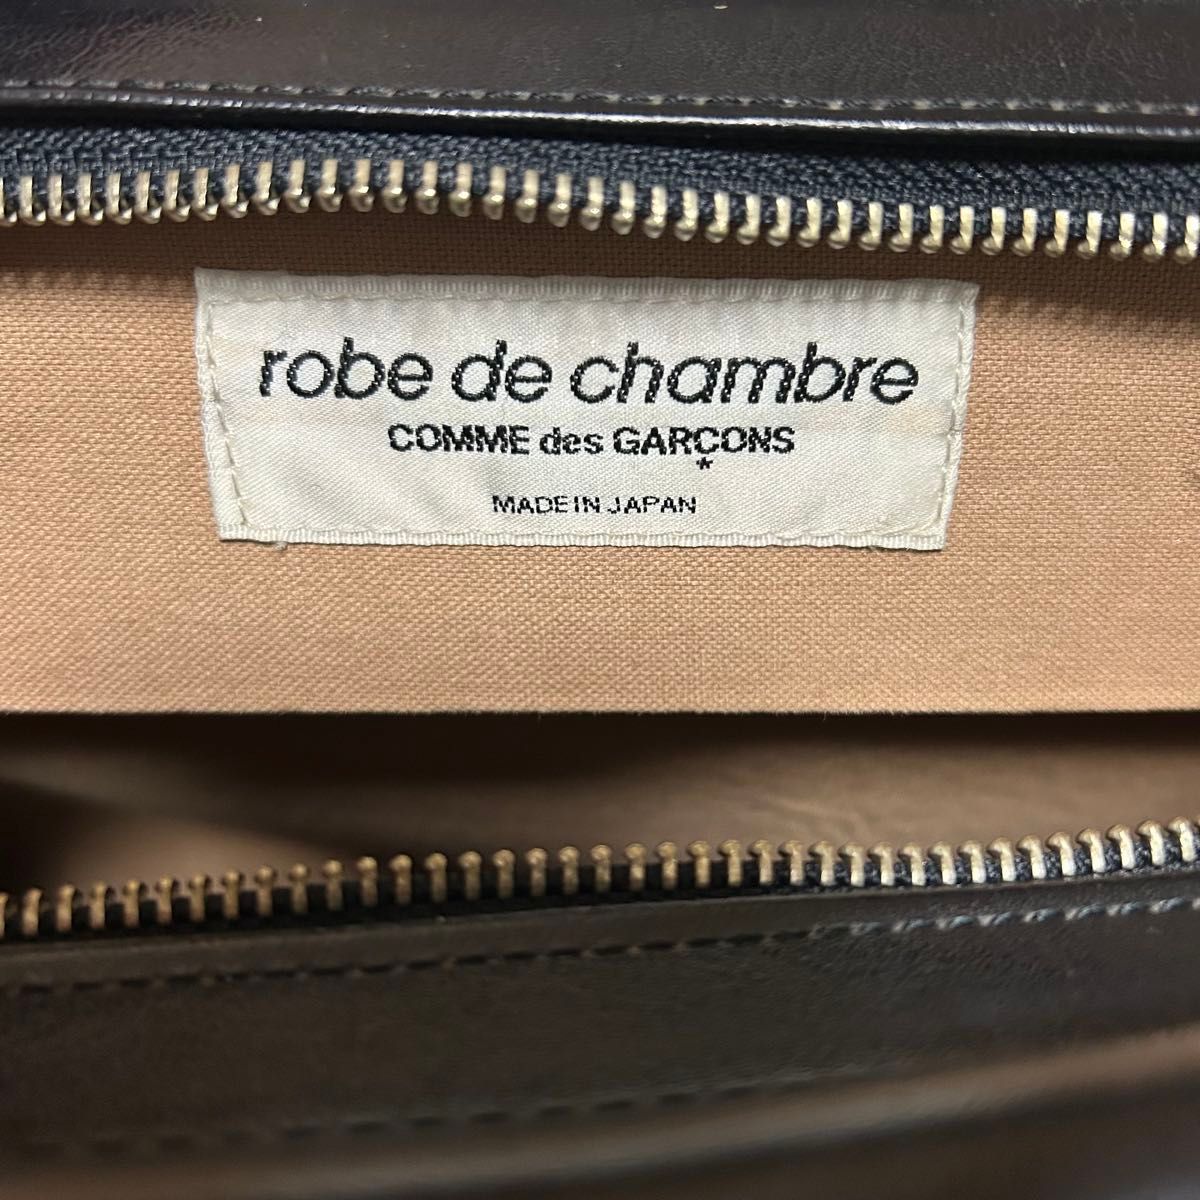 robe de chambre
COMME des GARÇONS
*
MADE IN JAPAN